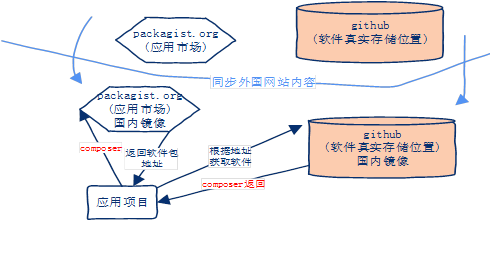 packagist.org
(应用市场)
github
(软件真实存储位置)
同步外国网站内容
packagist.org
(应用市场)
国内镜像
github
(软件真实存储位置)
国内镜像
composer
返回软件包
地址
根据地址
获取软件
composer返回
应用项目